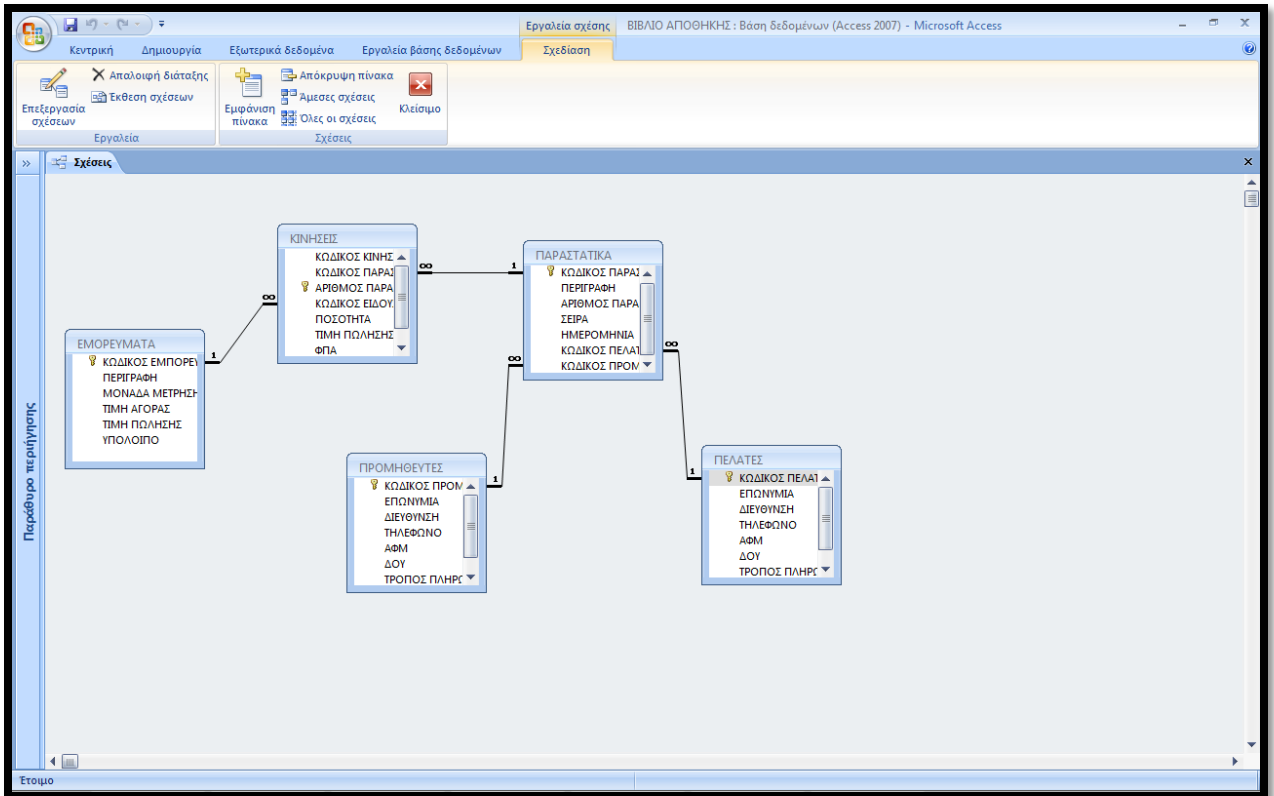 Εργαλεία σχέσης ΒΙΒΛΙΟ ΑΠΟΘΗΚΗΣ : Βάση δεδομένων (Access 2007) - Microsoft Access
Κεντρική Δημιουργία Εξωτερικά δεδομένα Εργαλεία βάσης δεδομένων Σχεδίαση
Επεξεργασία σχέσεων
Απαλοιφή διάταξης
Έκθεση σχέσεων
Εργαλεία
Εμφάνιση πίνακα
Απόκρυψη πίνακα
Άμεσες σχέσεις
Όλες οι σχέσεις
Κλείσιμο
Σχέσεις
» Σχέσεις
Παράθυρο περιήγησης
ΚΙΝΗΣΕΙΣ
ΚΩΔΙΚΟΣ ΚΙΝΗΣ
ΚΩΔΙΚΟΣ ΠΑΡΑΣ
ΑΡΙΘΜΟΣ ΠΑΡΑ
ΚΩΔΙΚΟΣ ΕΙΔΟΥ
ΠΟΣΟΤΗΤΑ
ΤΙΜΗ ΠΩΛΗΣΗΣ
ΦΠΑ
∞ 1
ΠΑΡΑΣΤΑΤΙΚΑ
ΚΩΔΙΚΟΣ ΠΑΡΑΣ
ΠΕΡΙΓΡΑΦΗ
ΑΡΙΘΜΟΣ ΠΑΡΑ
ΣΕΙΡΑ
ΗΜΕΡΟΜΗΝΙΑ
ΚΩΔΙΚΟΣ ΠΕΛΑΤ
ΚΩΔΙΚΟΣ ΠΡΟΜ
∞ 1
ΕΜΟΡΕΥΜΑΤΑ
ΚΩΔΙΚΟΣ ΕΜΠΟΡΕΥ
ΠΕΡΙΓΡΑΦΗ
ΜΟΝΑΔΑ ΜΕΤΡΗΣΗ
ΤΙΜΗ ΑΓΟΡΑΣ
ΤΙΜΗ ΠΩΛΗΣΗΣ
ΥΠΟΛΟΙΠΟ
∞ 1
ΠΡΟΜΗΘΕΥΤΕΣ
ΚΩΔΙΚΟΣ ΠΡΟΜ
ΕΠΩΝΥΜΙΑ
ΔΙΕΥΘΥΝΣΗ
ΤΗΛΕΦΩΝΟ
ΑΦΜ
ΔΟΥ
ΤΡΟΠΟΣ ΠΛΗΡΩ
∞ 1
ΠΕΛΑΤΕΣ
ΚΩΔΙΚΟΣ ΠΕΛΑΤ
ΕΠΩΝΥΜΙΑ
ΔΙΕΥΘΥΝΣΗ
ΤΗΛΕΦΩΝΟ
ΑΦΜ
ΔΟΥ
ΤΡΟΠΟΣ ΠΛΗΡΩ
Έτοιμο